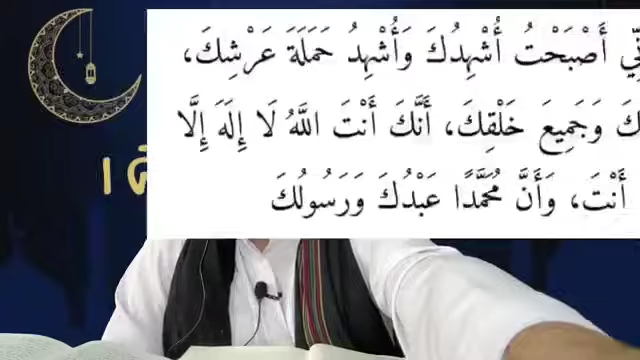 أَصْبَحْتُ أُشْهِدُكَ وَأُشْهِدُ حَمَلَةَ عَرْشِكَ،
وَجَمِيعَ خَلْقِكَ، أَنَّكَ أَنْتَ اللَّهُ لَا إِلَهَ إِلَّا
أَنْتَ، وَأَنَّ مُحَمَّدًا عَبْدُكَ وَرَسُولُكَ